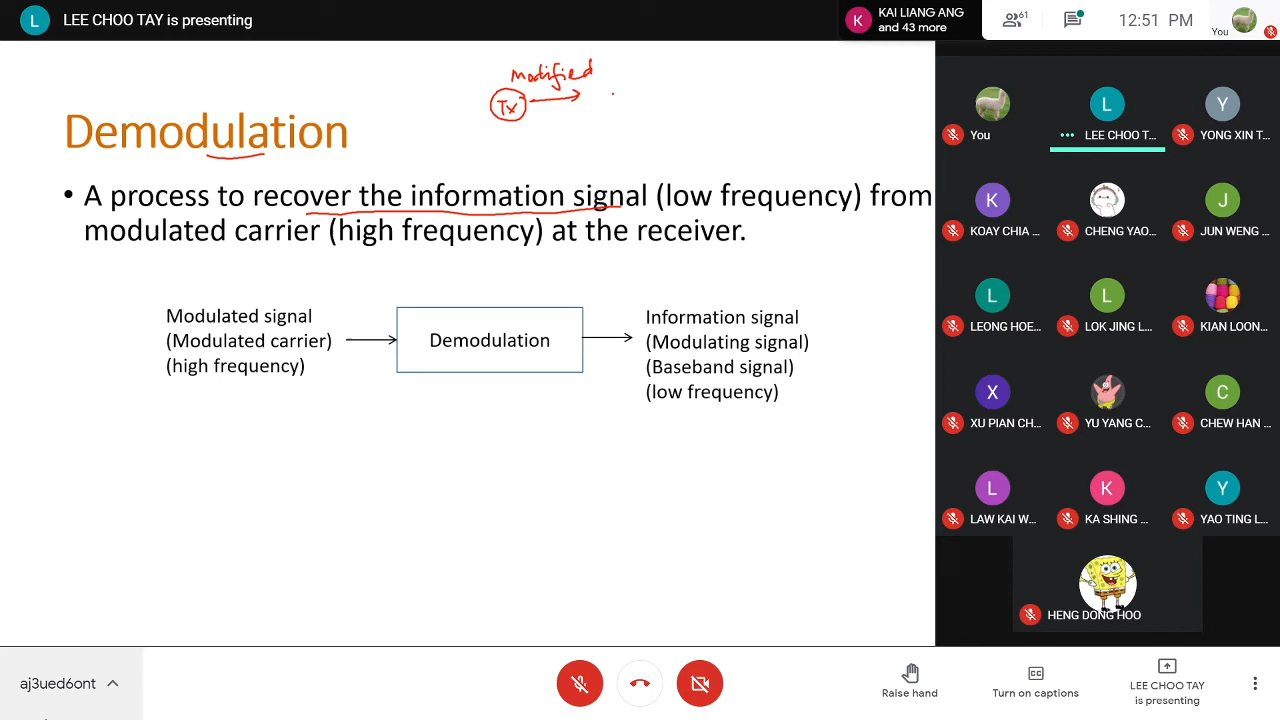 L LEE CHOO TAY is presenting
K KAI LIANG ANG
and 43 more
61
12:51 PM
You
modified
Tx
Demodulation
• A process to recover the information signal (low frequency) from
modulated carrier (high frequency) at the receiver.
Modulated signal
(Modulated carrier)
(high frequency)
Demodulation
Information signal
(Modulating signal)
(Baseband signal)
(low frequency)
L Y
You LEE CHOO T... YONG XIN T...
K J
KOAY CHIA ... CHENG YAO... JUN WENG ...
L L
LEONG HOE... LOK JING L... KIAN LOON...
X C
XU PIAN CH... YU YANG C... CHEW HAN ...
L K Y
LAW KAI W... KA SHING ... YAO TING L...
HENG DONG HOO
aj3ued6ont
Raise hand
CC
Turn on captions
LEE CHOO TAY
is presenting